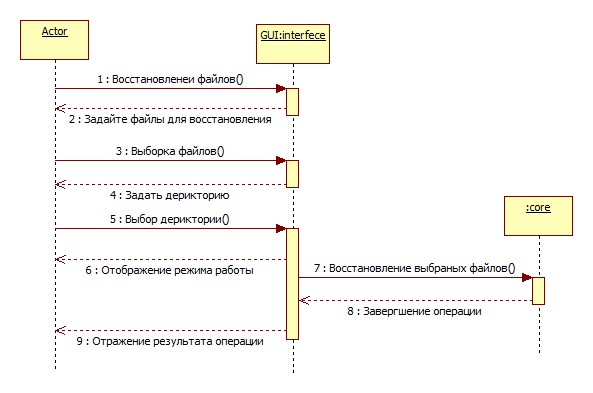 Actor
GUI:interfece
1 : Восстановленеи файлов()
2 : Задайте файлы для восстановления
3 : Выборка файлов()
4 : Задать дерикторию
5 : Выбор дериктории()
:core
6 : Отображение режима работы
7 : Восстановление выбраных файлов()
8 : Завергшение операции
9 : Отражение результата операции